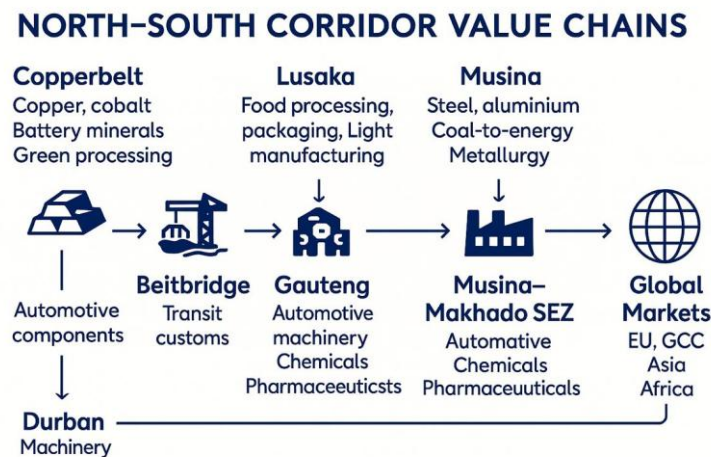 NORTH–SOUTH CORRIDOR VALUE CHAINS
Copperbelt
Copper, cobalt
Battery minerals
Green processing
Lusaka
Food processing,
packaging, Light
manufacturing
Musina
Steel, aluminium
Coal-to-energy
Metallurgy
Automotive
components
Beitbridge
Transit
customs
Gauteng
Automotive
machinery
Chemicals
Pharmaceeuticsts
Musina–
Makhado SEZ
Automative
Chemicals
Pharmaceuuticals
Global
Markets
EU, GCC
Asia
Africa
Durban
Machinery